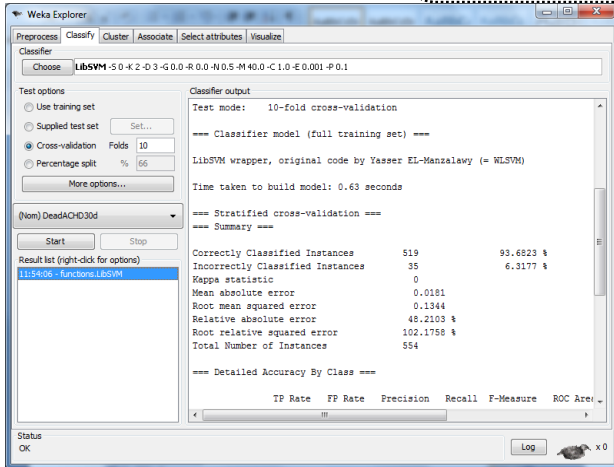 Weka Explorer
Preprocess Classify Cluster Associate Select attributes Visualize
Classifier
Choose LibSVM -S 0 -K 2 -D 3 -G 0.0 -R 0.0 -N 0.5 -M 40.0 -C 1.0 -E 0.001 -P 0.1
Test options
Use training set
Supplied test set Set...
Cross-validation Folds 10
Percentage split % 66
More options...
(Nom) DeadACHD30d
Start Stop
Result list (right-click for options)
11:54:06 - functions.LibSVM
Classifier output
Test mode: 10-fold cross-validation
=== Classifier model (full training set) ===
LibSVM wrapper, original code by Yasser EL-Manzalawy (= WLSVM)
Time taken to build model: 0.63 seconds
=== Stratified cross-validation ===
=== Summary ===
Correctly Classified Instances 519 93.6823 %
Incorrectly Classified Instances 35 6.3177 %
Kappa statistic 0
Mean absolute error 0.0181
Root mean squared error 0.1344
Relative absolute error 48.2103 %
Root relative squared error 102.1758 %
Total Number of Instances 554
=== Detailed Accuracy By Class ===
TP Rate FP Rate Precision Recall F-Measure ROC Area
Status
OK
Log x 0